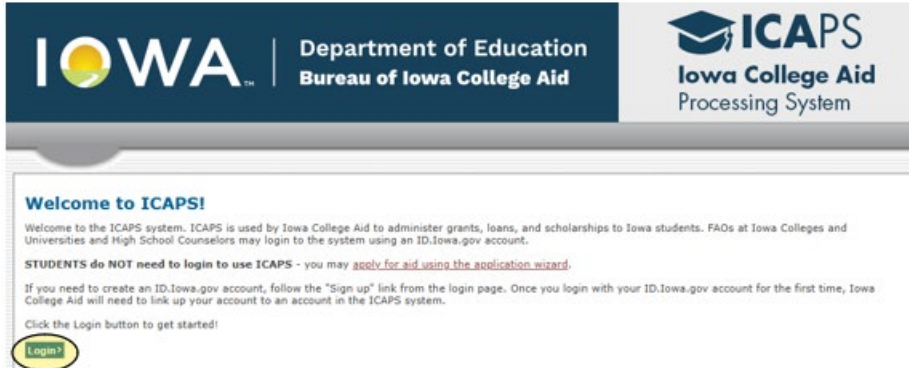 IOWA™
Department of Education
Bureau of Iowa College Aid
ICAPS
Iowa College Aid
Processing System
Welcome to ICAPS!
Welcome to the ICAPS system. ICAPS is used by Iowa College Aid to administer grants, loans, and scholarships to Iowa students. FAOs at Iowa Colleges and
Universities and High School Counselors may login to the system using an ID.Iowa.gov account.
STUDENTS do NOT need to login to use ICAPS - you may apply for aid using the application wizard.
If you need to create an ID.Iowa.gov account, follow the "Sign up" link from the login page. Once you login with your ID.Iowa.gov account for the first time, Iowa
College Aid will need to link up your account to an account in the ICAPS system.
Click the Login button to get started!
Login?